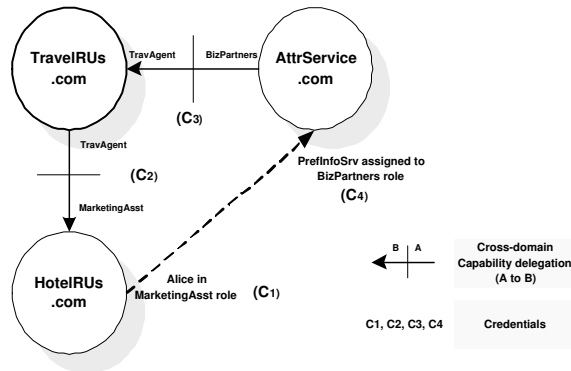 TravelRUs
.com
TravAgent
BizPartners
AttrService
.com
(C3)
TravAgent
(C2)
MarketingAsst
PrefInfoSrv assigned to
BizPartners role
(C4)
HotelRUs
.com
Alice in
MarketingAsst role
(C1)
B A
Cross-domain
Capability delegation
(A to B)
C1, C2, C3, C4
Credentials